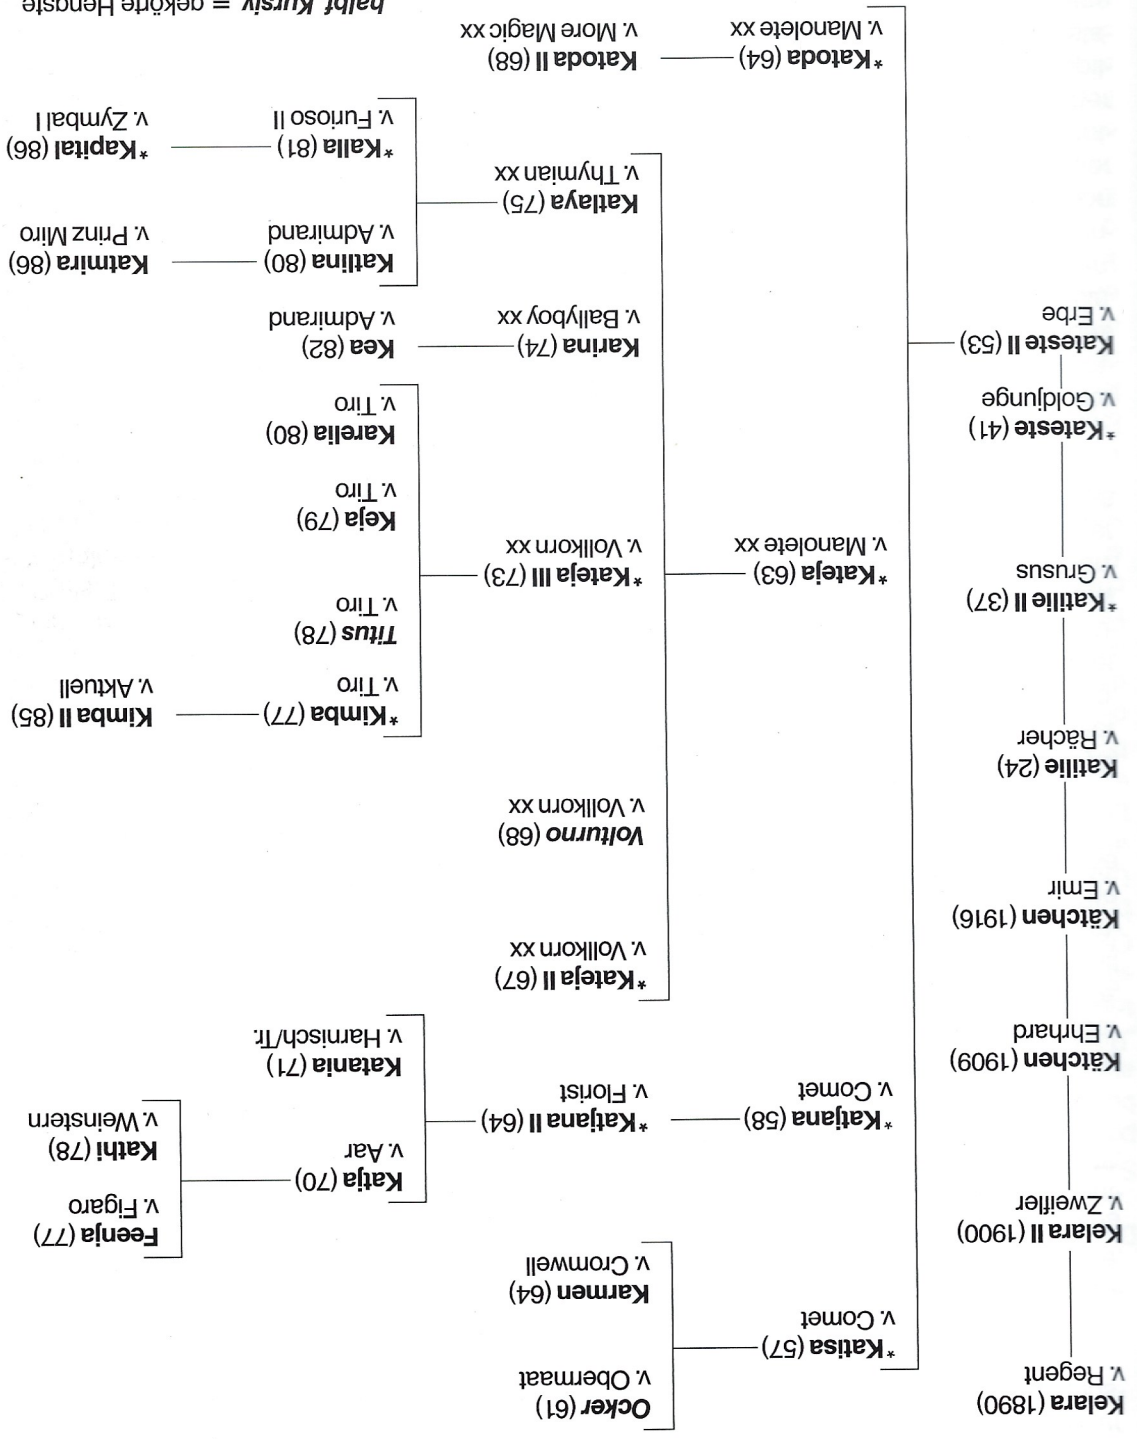 Kelara (1890)
v. Regent
Kelara II (1900)
v. Zweifler
Kätchen (1909)
v. Ehrhard
Kätchen (1916)
v. Emir
Katilie (24)
v. Rächer
*Katilie II (37)
v. Grusus
*Kateste (41)
v. Goldjunge
Kateste II (53)
v. Erbe
*Katisa (57)
v. Comet
*Katjana (58)
v. Comet
*Kateja (63)
v. Manolete xx
*Katoda (64)
v. Manolete xx
Ocker (61)
v. Obermaat
Karmen (64)
v. Cromwell
*Katjana II (64)
v. Florist
*Kateja II (67)
v. Vollkorn xx
Volturno (68)
v. Vollkorn xx
*Kateja III (73)
v. Vollkorn xx
Karina (74)
v. Ballyboy xx
Katlaya (75)
v. Thymian xx
Katoda II (68)
v. More Magic xx
Katja (70)
v. Aar
Katania (71)
v. Harnisch/Tr.
*Kimba (77)
v. Tiro
Titus (78)
v. Tiro
Keja (79)
v. Tiro
Karelia (80)
v. Tiro
Kea (82)
v. Admirand
Katlina (80)
v. Admirand
*Kalla (81)
v. Furioso II
Feenja (77)
v. Figaro
Kathi (78)
v. Weinstern
Kimba II (85)
v. Aktuell
Katmira (86)
v. Prinz Miro
*Kapital (86)
v. Zymbal I
halbf. Kursiv = gekörte Hengste